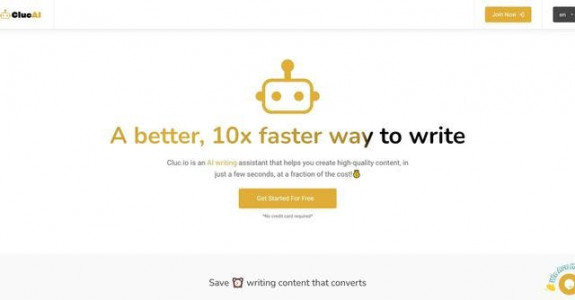 ClucAI
Join Now
en
A better, 10x faster way to write
Cluc.io is an AI writing assistant that helps you create high-quality content, in
just a few seconds, at a fraction of the cost!💰
Get Started For Free
*No credit card required*
Save ⏰ writing content that converts